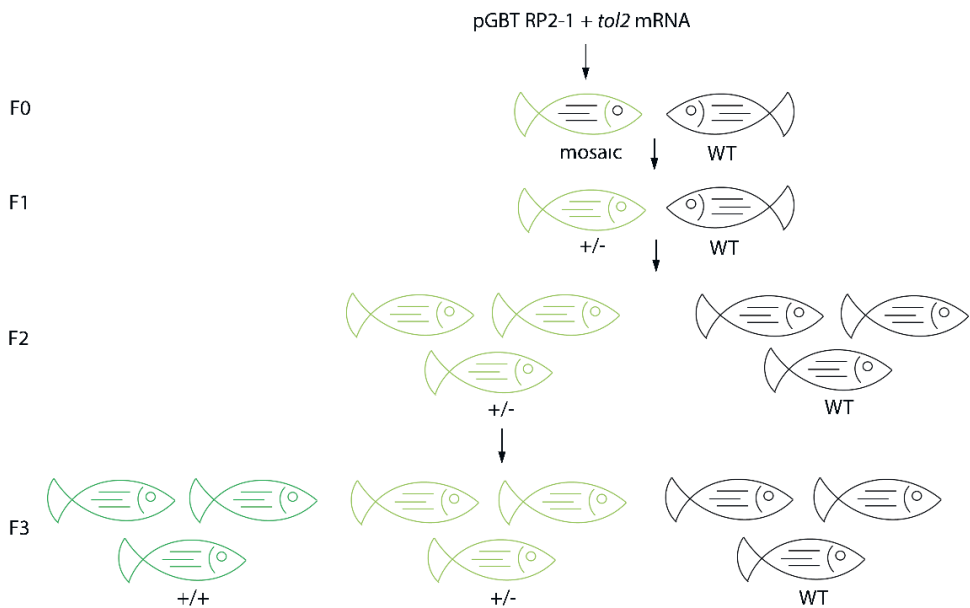 pGBT RP2-1 + tol2 mRNA
F0
mosaic WT
F1
+/- WT
F2
+/- WT
F3
+/+ +/- WT